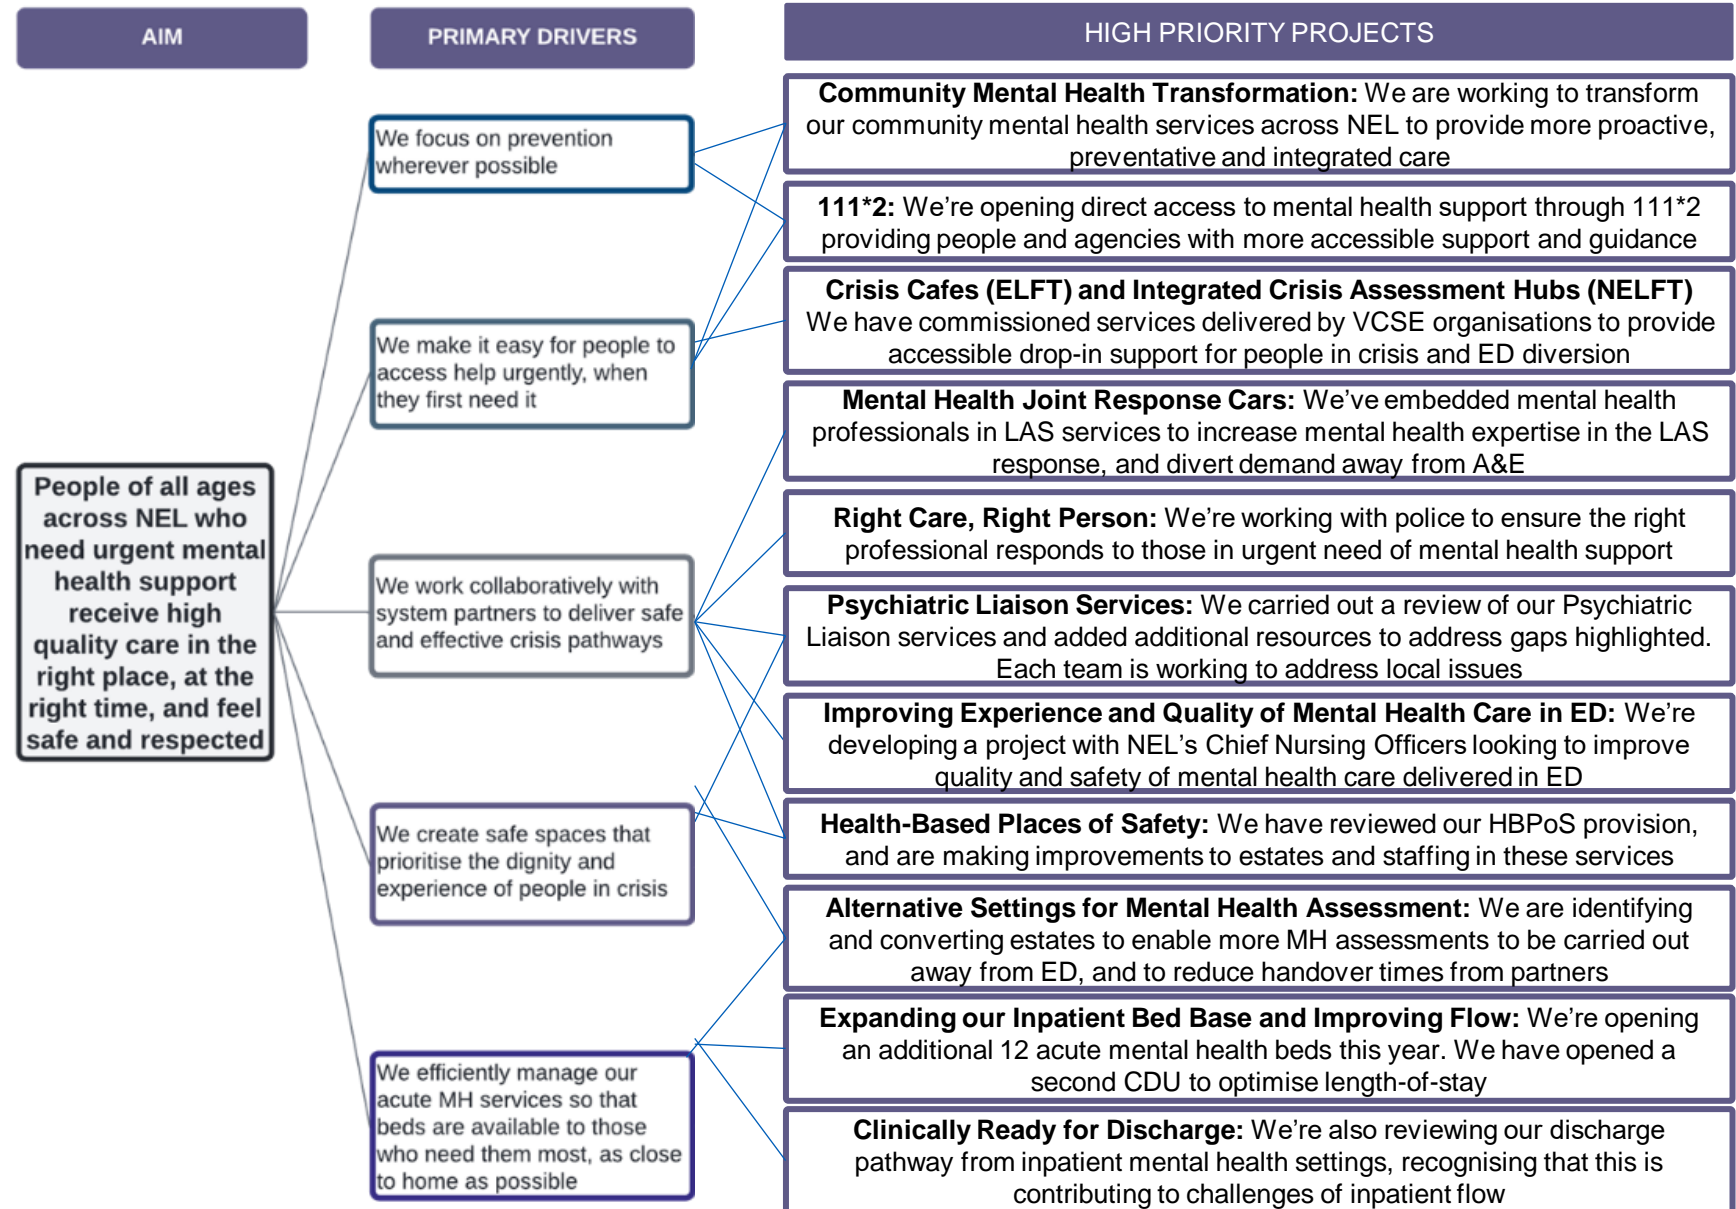 AIM
PRIMARY DRIVERS
HIGH PRIORITY PROJECTS
People of all ages
across NEL who
need urgent mental
health support
receive high
quality care in the
right place, at the
right time, and feel
safe and respected
We focus on prevention
wherever possible
We make it easy for people to
access help urgently, when
they first need it
We work collaboratively with
system partners to deliver safe
and effective crisis pathways
We create safe spaces that
prioritise the dignity and
experience of people in crisis
We efficiently manage our
acute MH services so that
beds are available to those
who need them most, as close
to home as possible
Community Mental Health Transformation: We are working to transform
our community mental health services across NEL to provide more proactive,
preventative and integrated care
111*2: We’re opening direct access to mental health support through 111*2
providing people and agencies with more accessible support and guidance
Crisis Cafes (ELFT) and Integrated Crisis Assessment Hubs (NELFT)
We have commissioned services delivered by VCSE organisations to provide
accessible drop-in support for people in crisis and ED diversion
Mental Health Joint Response Cars: We’ve embedded mental health
professionals in LAS services to increase mental health expertise in the LAS
response, and divert demand away from A&E
Right Care, Right Person: We’re working with police to ensure the right
professional responds to those in urgent need of mental health support
Psychiatric Liaison Services: We carried out a review of our Psychiatric
Liaison services and added additional resources to address gaps highlighted.
Each team is working to address local issues
Improving Experience and Quality of Mental Health Care in ED: We’re
developing a project with NEL’s Chief Nursing Officers looking to improve
quality and safety of mental health care delivered in ED
Health-Based Places of Safety: We have reviewed our HBPoS provision,
and are making improvements to estates and staffing in these services
Alternative Settings for Mental Health Assessment: We are identifying
and converting estates to enable more MH assessments to be carried out
away from ED, and to reduce handover times from partners
Expanding our Inpatient Bed Base and Improving Flow: We’re opening
an additional 12 acute mental health beds this year. We have opened a
second CDU to optimise length-of-stay
Clinically Ready for Discharge: We’re also reviewing our discharge
pathway from inpatient mental health settings, recognising that this is
contributing to challenges of inpatient flow